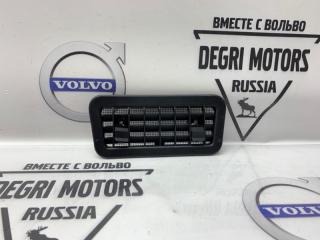 ВМЕСТЕ С ВОЛЬВО
DEGRI MOTORS
RUSSIA
VOLVO
ВМЕСТЕ С ВОЛЬВО
DEGRI MOTORS
RUSSIA
VOLVO